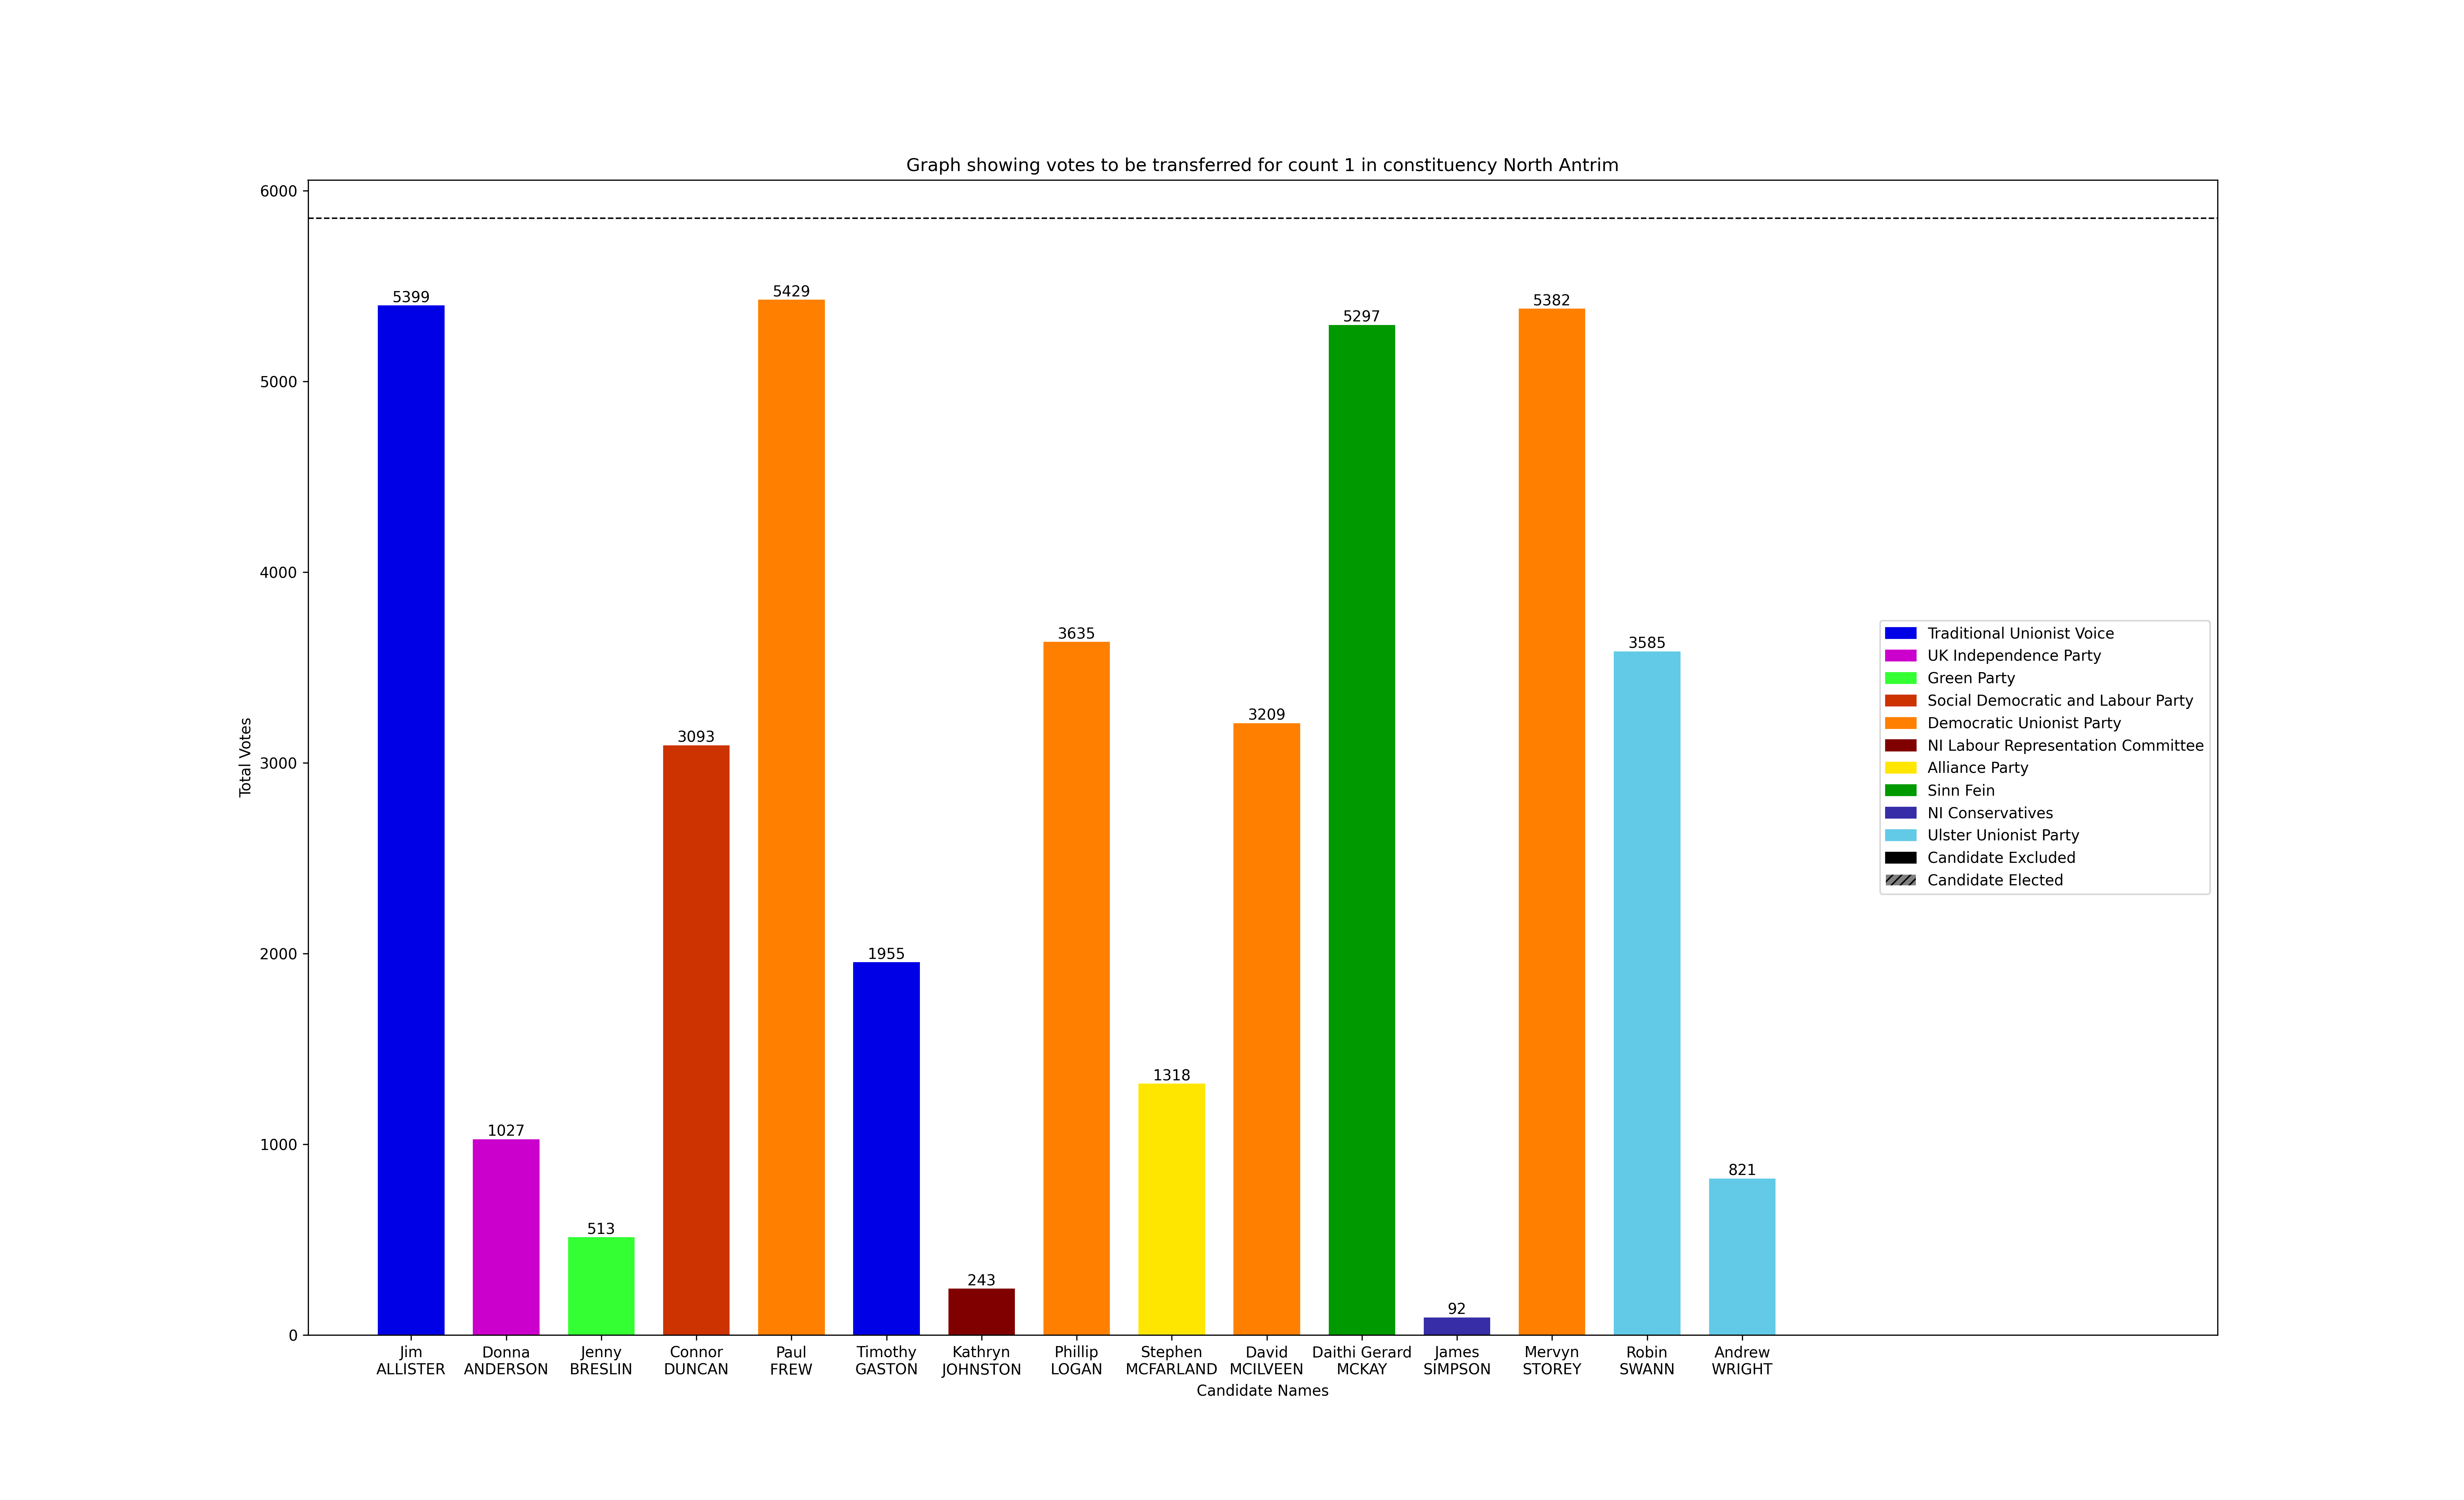 Graph showing votes to be transferred for count 1 in constituency North Antrim
Total Votes
6000
5000
4000
3000
2000
1000
0
5399
1027
513
3093
5429
1955
243
3635
1318
3209
5297
92
5382
3585
821
Jim
ALLISTER
Donna
ANDERSON
Jenny
BRESLIN
Connor
DUNCAN
Paul
FREW
Timothy
GASTON
Kathryn
JOHNSTON
Phillip
LOGAN
Stephen
MCFARLAND
David
MCILVEEN
Daithi Gerard
MCKAY
James
SIMPSON
Mervyn
STOREY
Robin
SWANN
Andrew
WRIGHT
Candidate Names
Traditional Unionist Voice
UK Independence Party
Green Party
Social Democratic and Labour Party
Democratic Unionist Party
NI Labour Representation Committee
Alliance Party
Sinn Fein
NI Conservatives
Ulster Unionist Party
Candidate Excluded
Candidate Elected